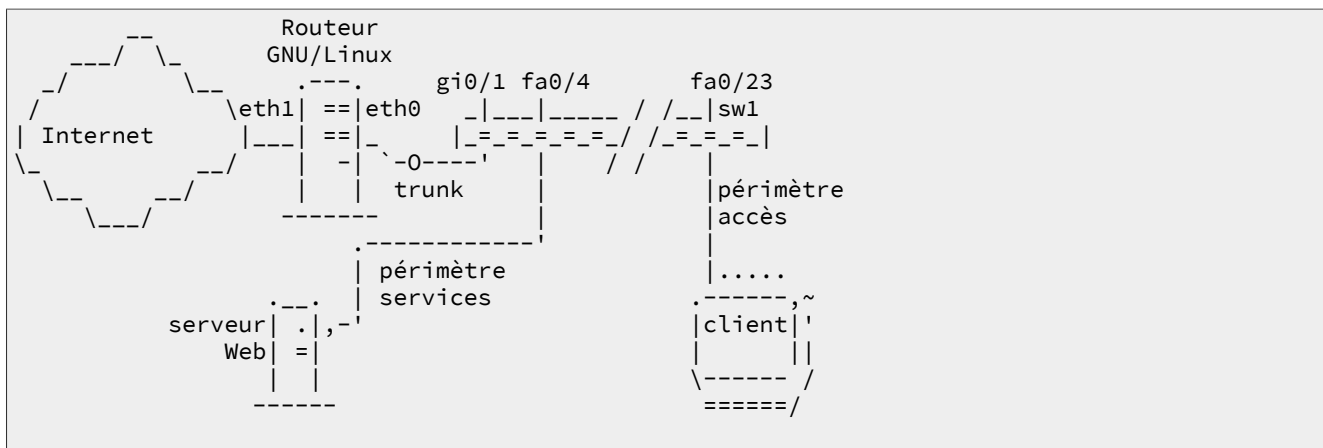 Routeur
GNU/Linux
gi0/1 fa0/4 fa0/23
eth1 eth0 sw1
Internet
trunk périmètre
accès
périmètre
services
serveur client
Web